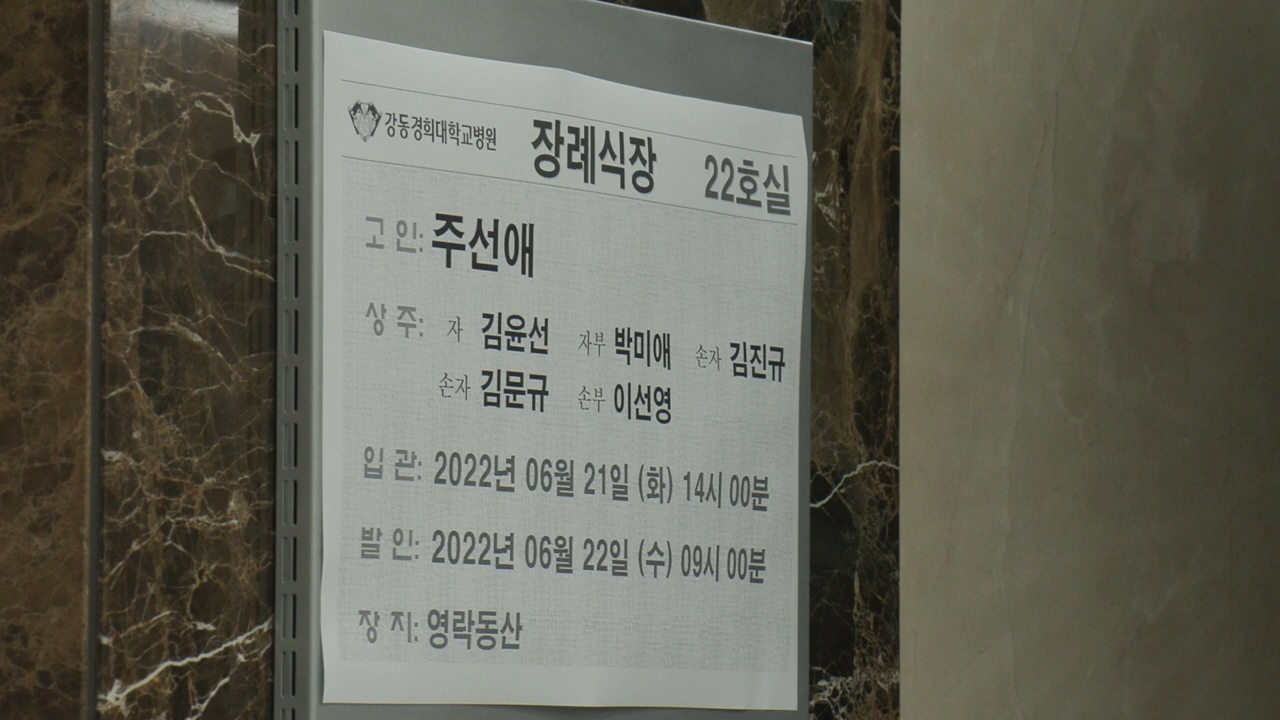 강동경희대학교병원 장례식장 22호실
고 인: 주선애
상 주: 자 김윤선 자부 박미애 손자 김진규
손자 김문규 손부 이선영
입 관: 2022년 06월 21일 (화) 14시 00분
발 인: 2022년 06월 22일 (수) 09시 00분
장 지: 영락동산